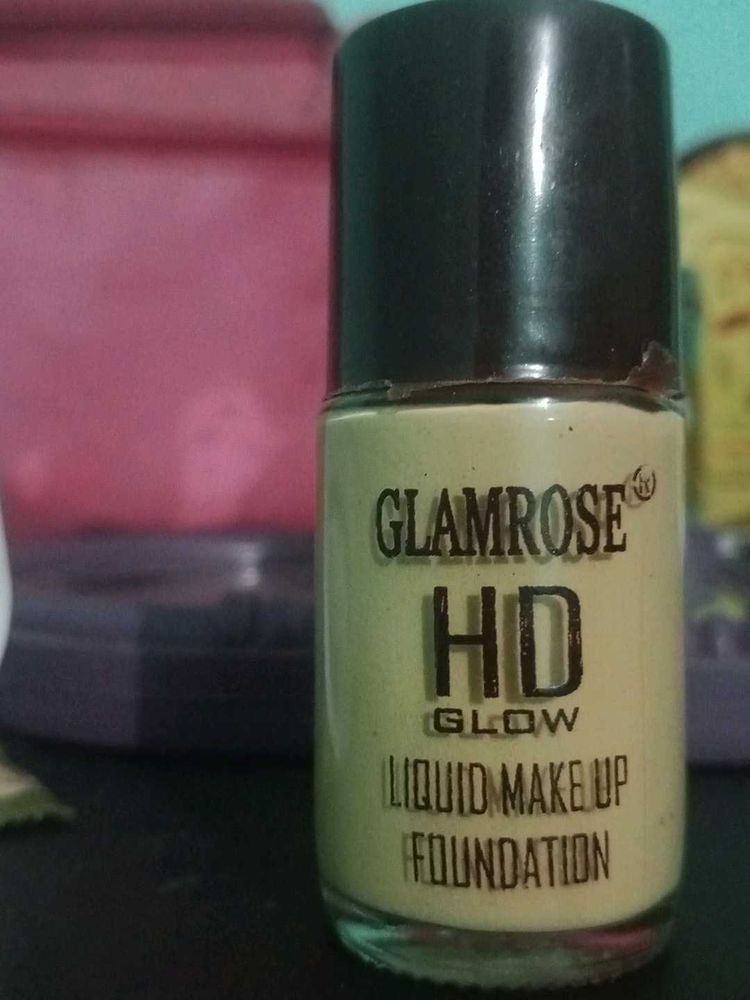 GLAMROSE®
HD
GLOW
LIQUID MAKE UP
FOUNDATION